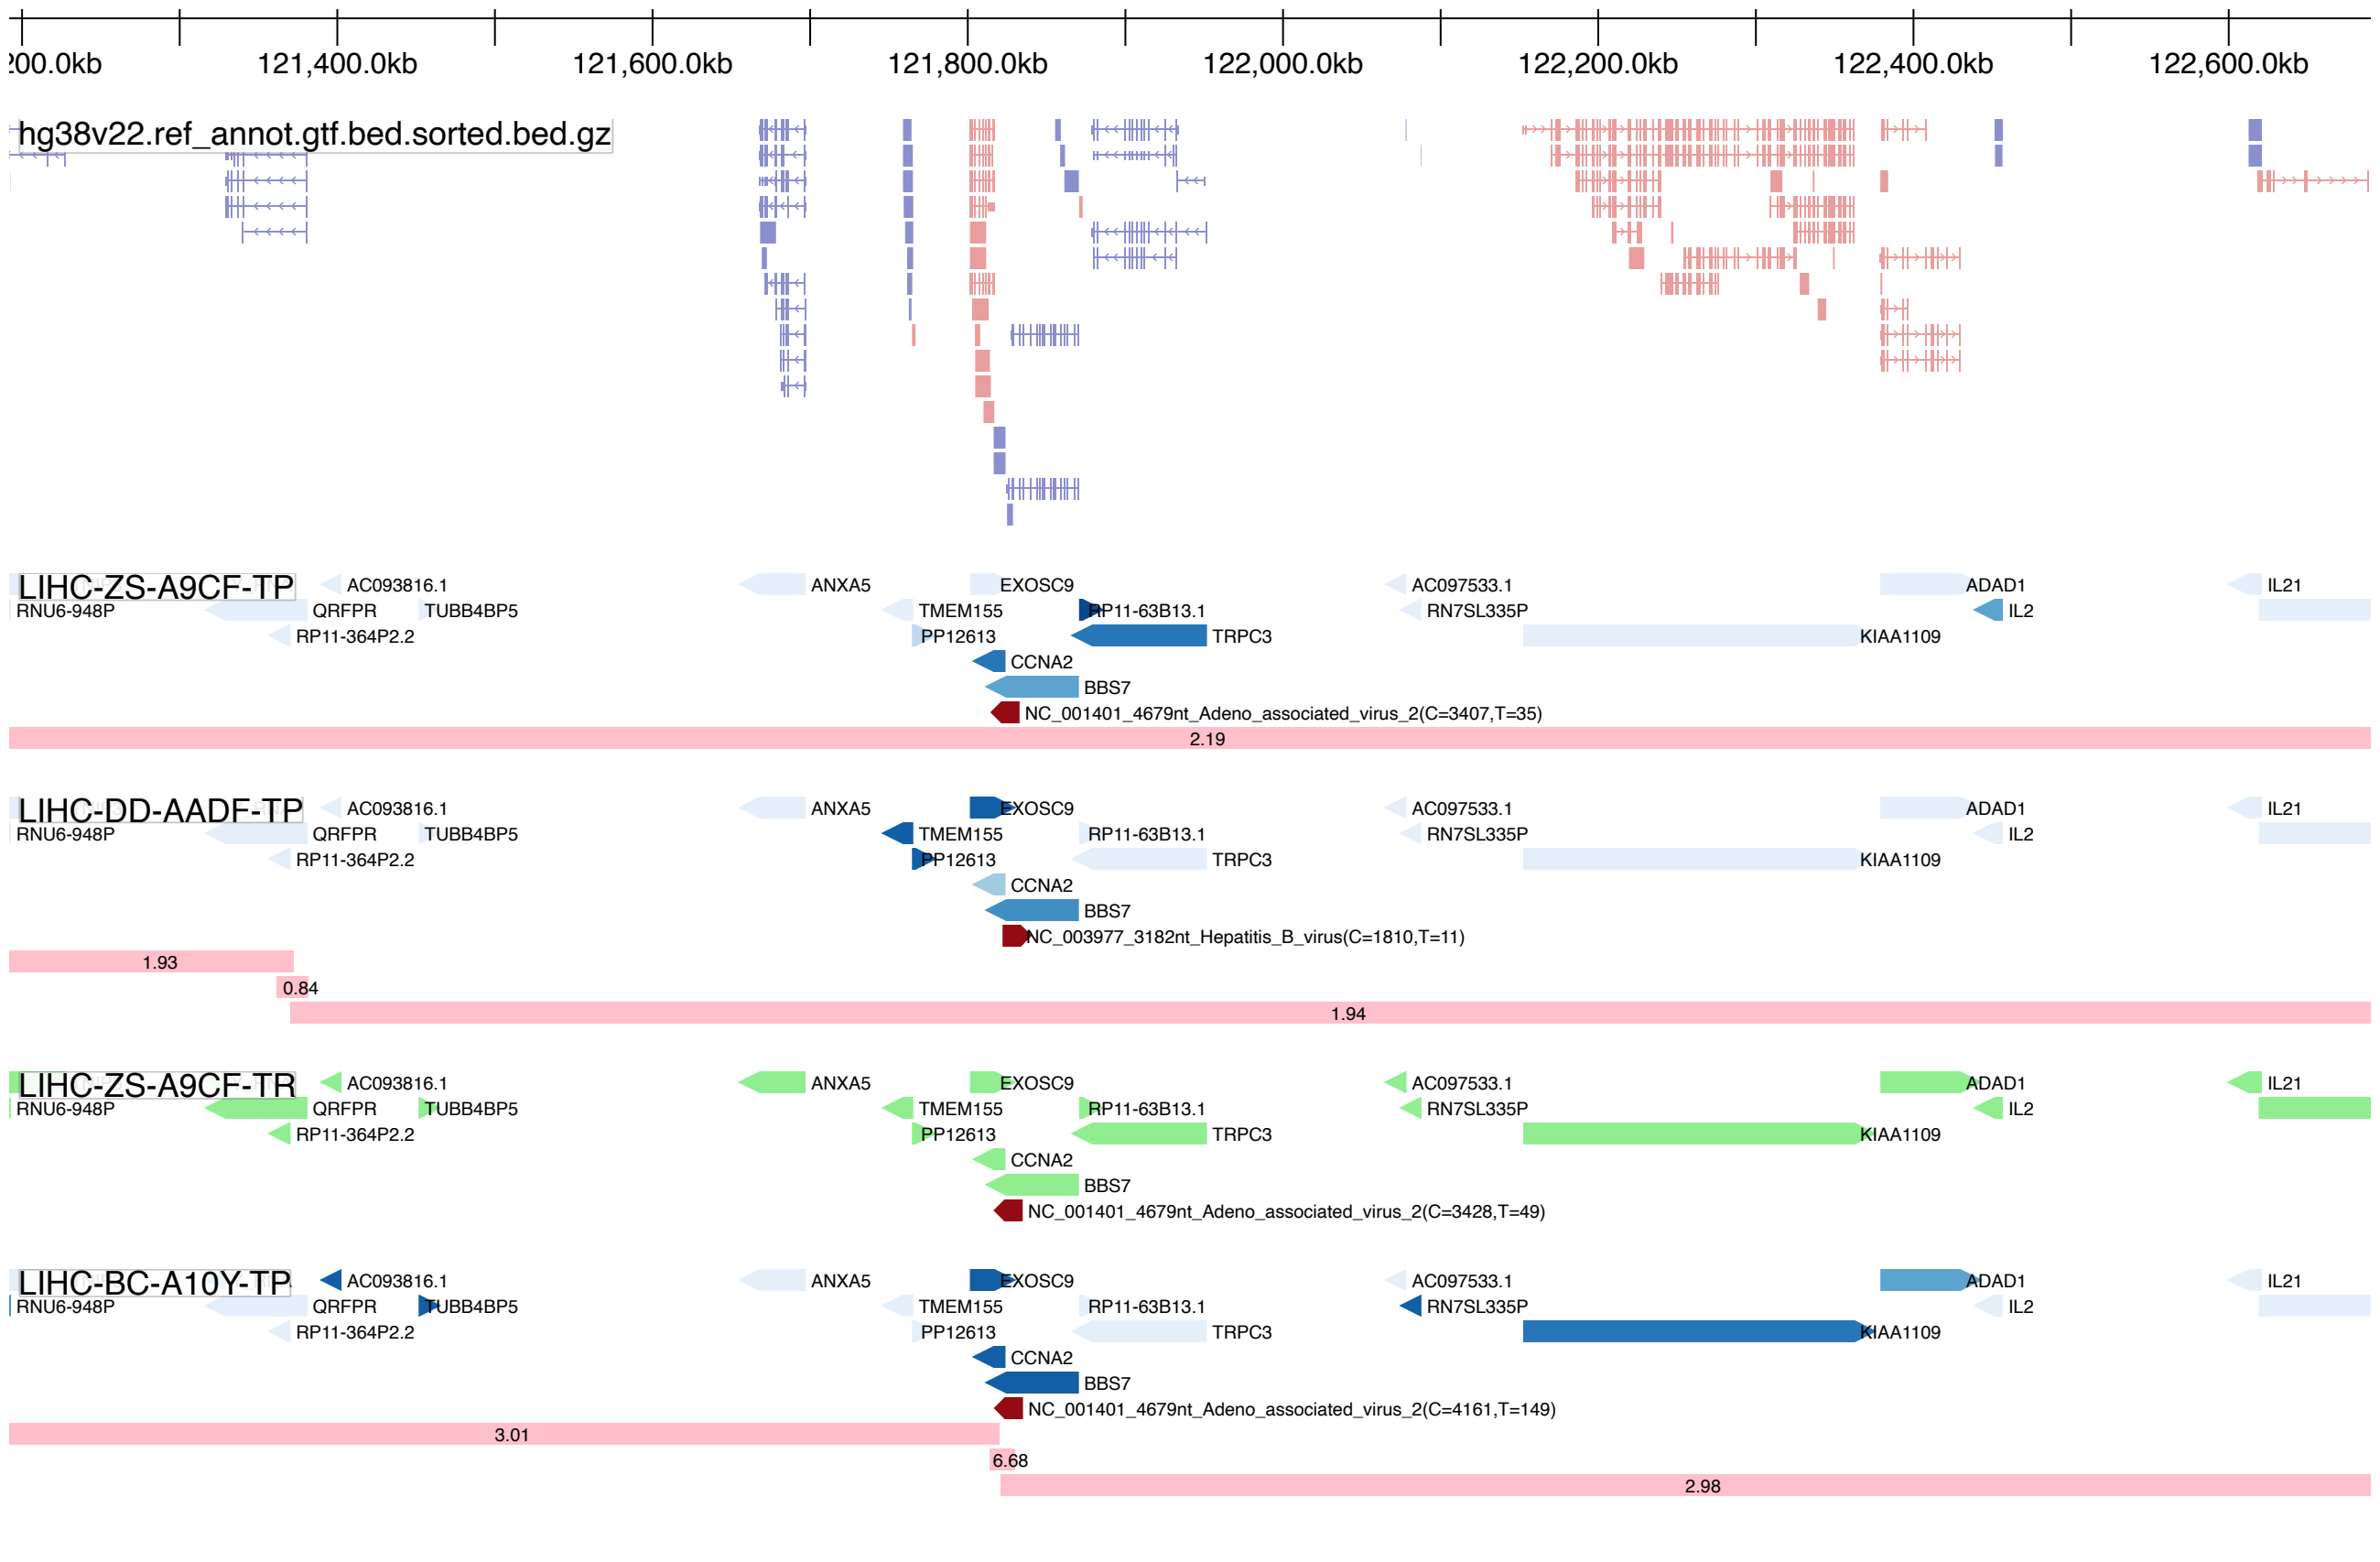 200.0kb 121,400.0kb 121,600.0kb 121,800.0kb 122,000.0kb 122,200.0kb 122,400.0kb 122,600.0kb
hg38v22.ref_annot.gtf.bed.sorted.bed.gz
LIHC-ZS-A9CF-TP AC093816.1 ANXA5 EXOSC9 AC097533.1 ADAD1 IL21
RNU6-948P QRFPR TUBB4BP5 TMEM155 RP11-63B13.1 RN7SL335P IL2
RP11-364P2.2 PP12613 TRPC3 KIAA1109
CCNA2
BBS7
NC_001401_4679nt_Adeno_associated_virus_2(C=3407,T=35)
2.19
LIHC-DD-AADF-TP AC093816.1 ANXA5 EXOSC9 AC097533.1 ADAD1 IL21
RNU6-948P QRFPR TUBB4BP5 TMEM155 RP11-63B13.1 RN7SL335P IL2
RP11-364P2.2 PP12613 TRPC3 KIAA1109
CCNA2
BBS7
NC_003977_3182nt_Hepatitis_B_virus(C=1810,T=11)
1.93
0.84
1.94
LIHC-ZS-A9CF-TR AC093816.1 ANXA5 EXOSC9 AC097533.1 ADAD1 IL21
RNU6-948P QRFPR TUBB4BP5 TMEM155 RP11-63B13.1 RN7SL335P IL2
RP11-364P2.2 PP12613 TRPC3 KIAA1109
CCNA2
BBS7
NC_001401_4679nt_Adeno_associated_virus_2(C=3428,T=49)
LIHC-BC-A10Y-TP AC093816.1 ANXA5 EXOSC9 AC097533.1 ADAD1 IL21
RNU6-948P QRFPR TUBB4BP5 TMEM155 RP11-63B13.1 RN7SL335P IL2
RP11-364P2.2 PP12613 TRPC3 KIAA1109
CCNA2
BBS7
NC_001401_4679nt_Adeno_associated_virus_2(C=4161,T=149)
3.01
6.68
2.98